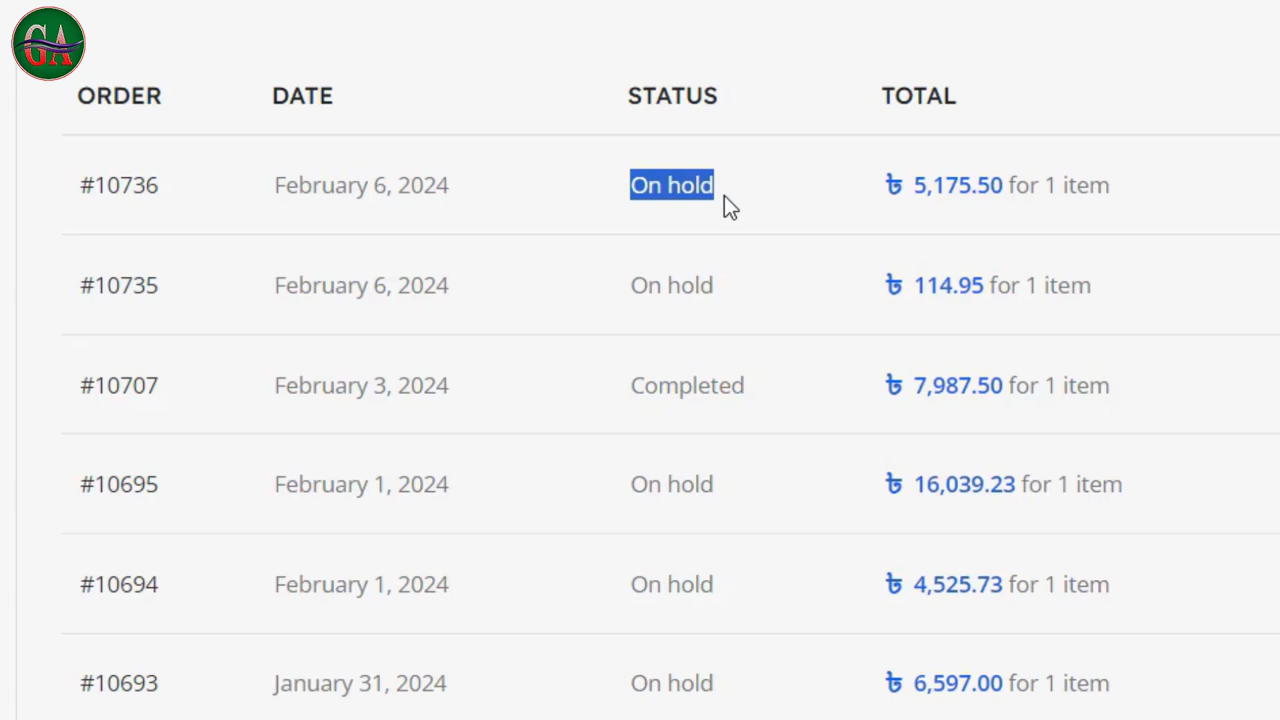 GA
ORDER DATE STATUS TOTAL
#10736 February 6, 2024 On hold ৳ 5,175.50 for 1 item
#10735 February 6, 2024 On hold ৳ 114.95 for 1 item
#10707 February 3, 2024 Completed ৳ 7,987.50 for 1 item
#10695 February 1, 2024 On hold ৳ 16,039.23 for 1 item
#10694 February 1, 2024 On hold ৳ 4,525.73 for 1 item
#10693 January 31, 2024 On hold ৳ 6,597.00 for 1 item